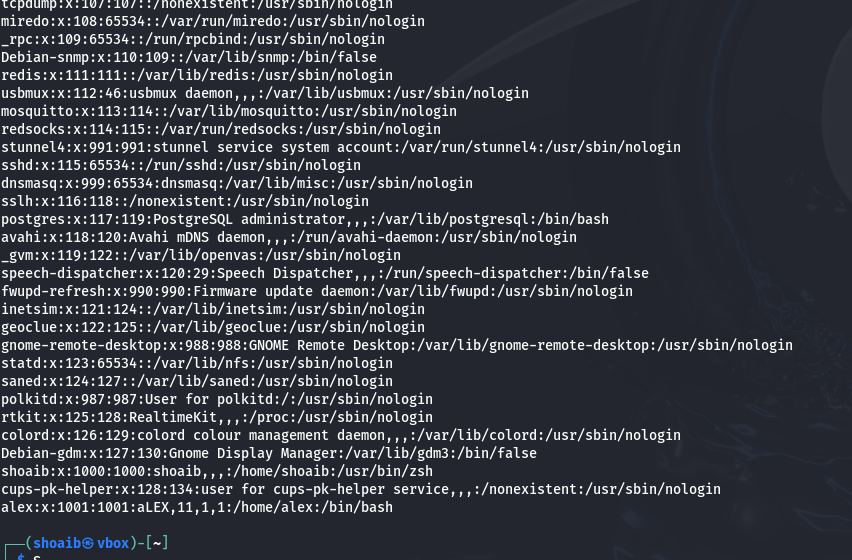 tcpdump:x:107:107::/nonexistent:/usr/sbin/nologin
miredo:x:108:65534::/var/run/miredo:/usr/sbin/nologin
_rpc:x:109:65534::/run/rpcbind:/usr/sbin/nologin
Debian-snmp:x:110:109::/var/lib/snmp:/bin/false
redis:x:111:111::/var/lib/redis:/usr/sbin/nologin
usbmux:x:112:46:usbmux daemon,,,:/var/lib/usbmux:/usr/sbin/nologin
mosquitto:x:113:114::/var/lib/mosquitto:/usr/sbin/nologin
redsocks:x:114:115::/var/run/redsocks:/usr/sbin/nologin
stunnel4:x:991:991:stunnel service system account:/var/run/stunnel4:/usr/sbin/nologin
sshd:x:115:65534::/run/sshd:/usr/sbin/nologin
dnsmasq:x:999:65534:dnsmasq:/var/lib/misc:/usr/sbin/nologin
sslh:x:116:118::/nonexistent:/usr/sbin/nologin
postgres:x:117:119:PostgreSQL administrator,,,:/var/lib/postgresql:/bin/bash
avahi:x:118:120:Avahi mDNS daemon,,,:/run/avahi-daemon:/usr/sbin/nologin
_gvm:x:119:122::/var/lib/openvas:/usr/sbin/nologin
speech-dispatcher:x:120:29:Speech Dispatcher,,,:/run/speech-dispatcher:/bin/false
fwupd-refresh:x:990:990:Firmware update daemon:/var/lib/fwupd:/usr/sbin/nologin
inetsim:x:121:124::/var/lib/inetsim:/usr/sbin/nologin
geoclue:x:122:125::/var/lib/geoclue:/usr/sbin/nologin
gnome-remote-desktop:x:988:988:GNOME Remote Desktop:/var/lib/gnome-remote-desktop:/usr/sbin/nologin
statd:x:123:65534::/var/lib/nfs:/usr/sbin/nologin
saned:x:124:127::/var/lib/saned:/usr/sbin/nologin
polkitd:x:987:987:User for polkitd:/:/usr/sbin/nologin
rtkit:x:125:128:RealtimeKit,,,:/proc:/usr/sbin/nologin
colord:x:126:129:colord colour management daemon,,,:/var/lib/colord:/usr/sbin/nologin
Debian-gdm:x:127:130:Gnome Display Manager:/var/lib/gdm3:/bin/false
shoaib:x:1000:1000:shoaib,,,:/home/shoaib:/usr/bin/zsh
cups-pk-helper:x:128:134:user for cups-pk-helper service,,,:/nonexistent:/usr/sbin/nologin
alex:x:1001:1001:aLEX,11,1,1:/home/alex:/bin/bash
┌──(shoaib㉿vbox)-[~]